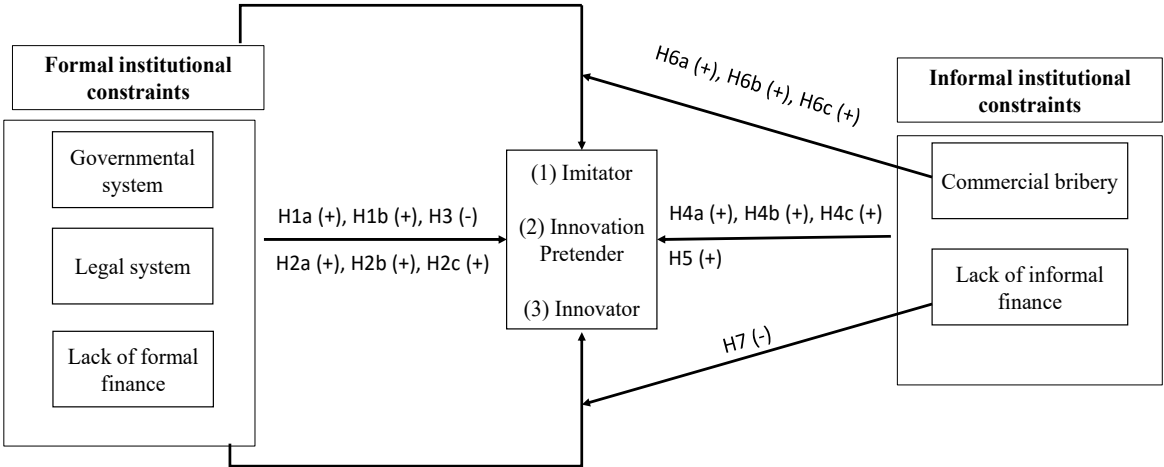 Formal institutional
constraints
Governmental
system
Legal system
Lack of formal
finance
H1a (+), H1b (+), H3 (-)
H2a (+), H2b (+), H2c (+)
(1) Imitator
(2) Innovation
Pretender
(3) Innovator
H6a (+), H6b (+), H6c (+)
H4a (+), H4b (+), H4c (+)
H5 (+)
H7 (-)
Informal institutional
constraints
Commercial bribery
Lack of informal
finance